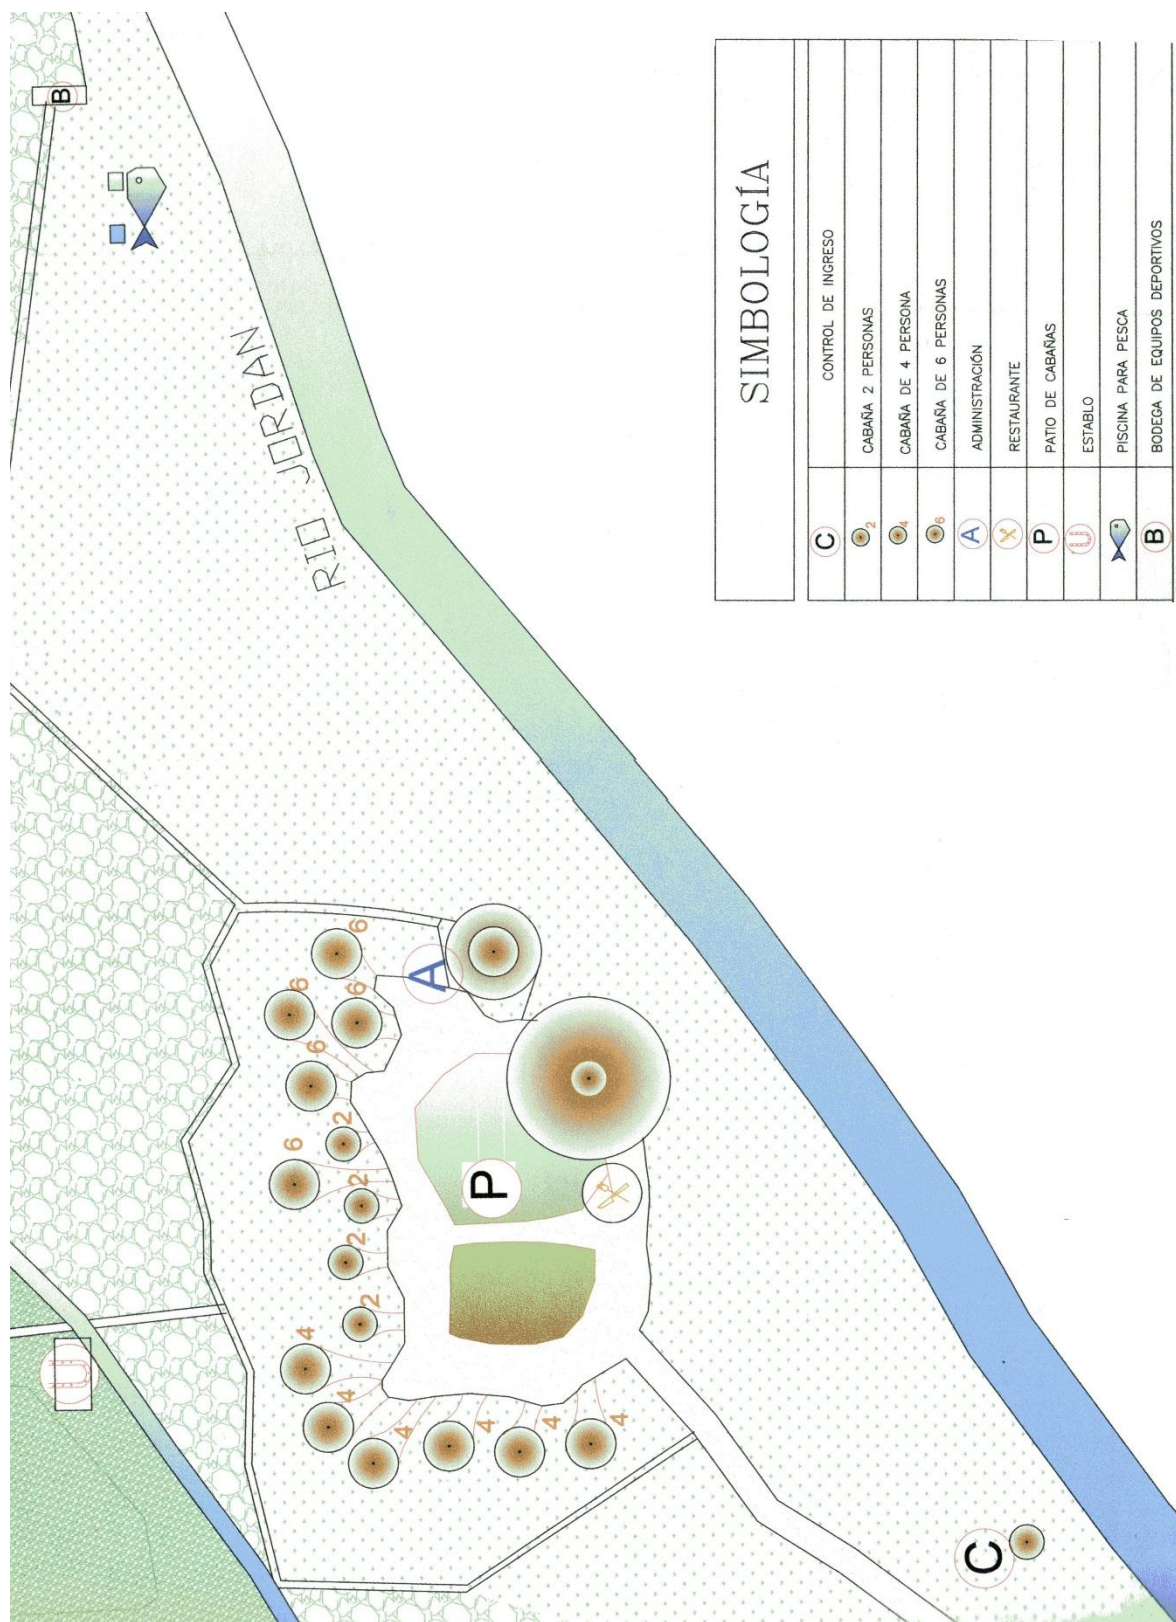 B
RIO JORDAN
4
6
6
6
4
2
2
2
2
6
6
4
4
4
4
A
P
C
SIMBOLOGÍA
C CONTROL DE INGRESO
2 CABAÑA 2 PERSONAS
4 CABAÑA DE 4 PERSONA
6 CABAÑA DE 6 PERSONAS
A ADMINISTRACIÓN
RESTAURANTE
P PATIO DE CABAÑAS
ESTABLO
PISCINA PARA PESCA
B BODEGA DE EQUIPOS DEPORTIVOS